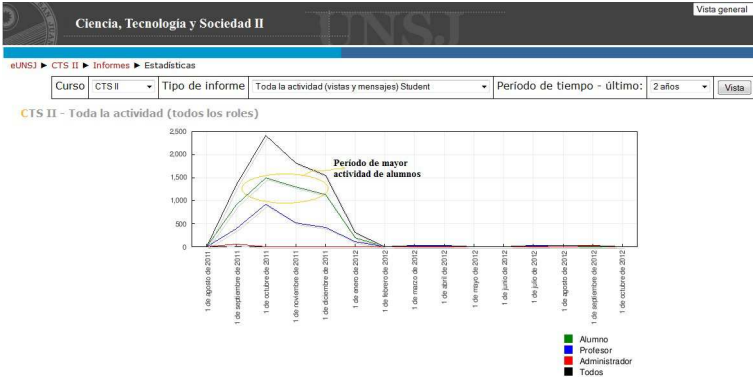 Vista general
Ciencia, Tecnología y Sociedad II
UNSJ
eUNSJ ► CTS II ► Informes ► Estadísticas
Curso CTS II Tipo de informe Toda la actividad (vistas y mensajes) Student Período de tiempo - último: 2 años Vista
CTS II - Toda la actividad (todos los roles)
2,500
2,000
1,500
1,000
500
0
Período de mayor
actividad de alumnos
1 de agosto de 2011
1 de septiembre de 2011
1 de octubre de 2011
1 de noviembre de 2011
1 de diciembre de 2011
1 de enero de 2012
1 de febrero de 2012
1 de marzo de 2012
1 de abril de 2012
1 de mayo de 2012
1 de junio de 2012
1 de julio de 2012
1 de agosto de 2012
1 de septiembre de 2012
1 de octubre de 2012
Alumno
Profesor
Administrador
Todos